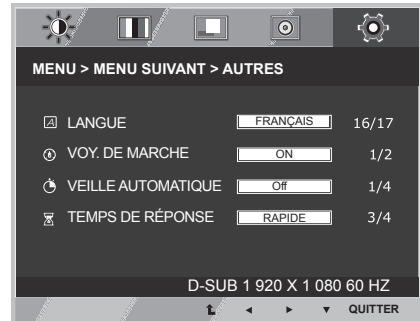 MENU > MENU SUIVANT > AUTRES
LANGUE FRANÇAIS 16/17
VOY. DE MARCHE ON 1/2
VEILLE AUTOMATIQUE Off 1/4
TEMPS DE RÉPONSE RAPIDE 3/4
D-SUB 1 920 X 1 080 60 HZ
QUITTER